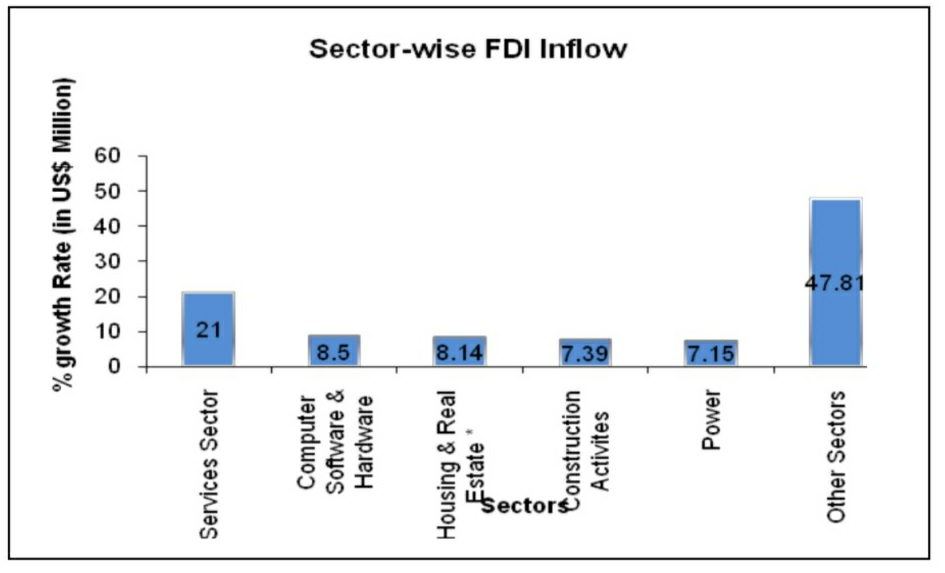 Sector-wise FDI Inflow
% growth Rate (in US$ Million)
60
50
40
30
20
10
0
21
8.5
8.14
7.39
7.15
47.81
Services Sector
Computer
Software &
Hardware
Housing & Real
Estate *
Construction
Activites
Power
Other Sectors
Sectors